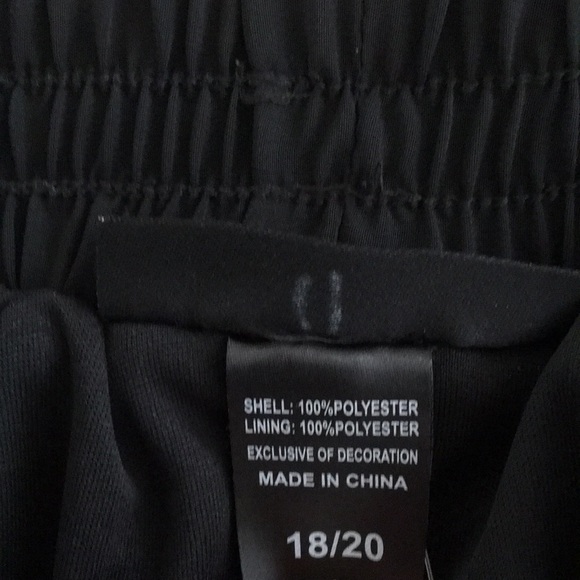 SHELL: 100%POLYESTER
LINING: 100%POLYESTER
EXCLUSIVE OF DECORATION
MADE IN CHINA
18/20